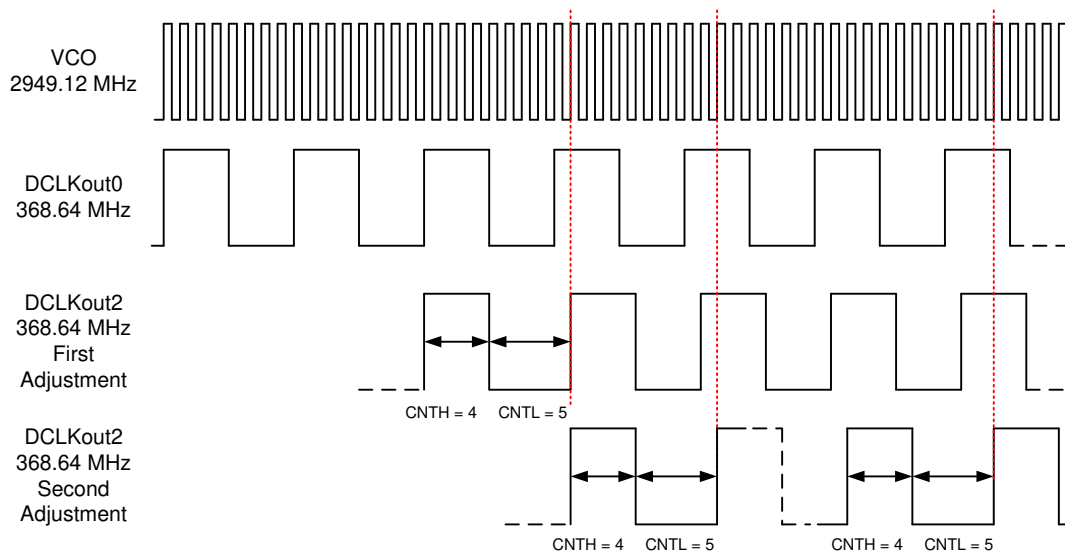 VCO
2949.12 MHz
DCLKout0
368.64 MHz
DCLKout2
368.64 MHz
First
Adjustment
CNTH = 4 CNTL = 5
DCLKout2
368.64 MHz
Second
Adjustment
CNTH = 4 CNTL = 5 CNTH = 4 CNTL = 5